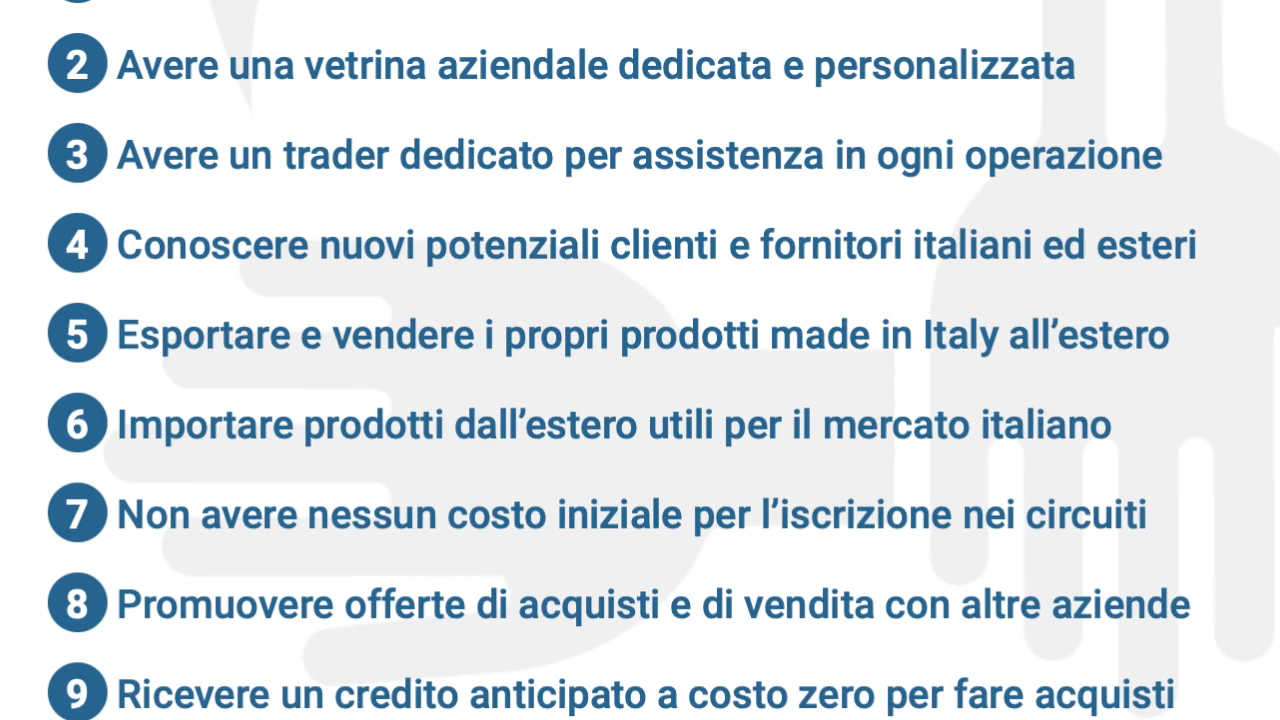 2 Avere una vetrina aziendale dedicata e personalizzata
3 Avere un trader dedicato per assistenza in ogni operazione
4 Conoscere nuovi potenziali clienti e fornitori italiani ed esteri
5 Esportare e vendere i propri prodotti made in Italy all’estero
6 Importare prodotti dall’estero utili per il mercato italiano
7 Non avere nessun costo iniziale per l’iscrizione nei circuiti
8 Promuovere offerte di acquisti e di vendita con altre aziende
9 Ricevere un credito anticipato a costo zero per fare acquisti